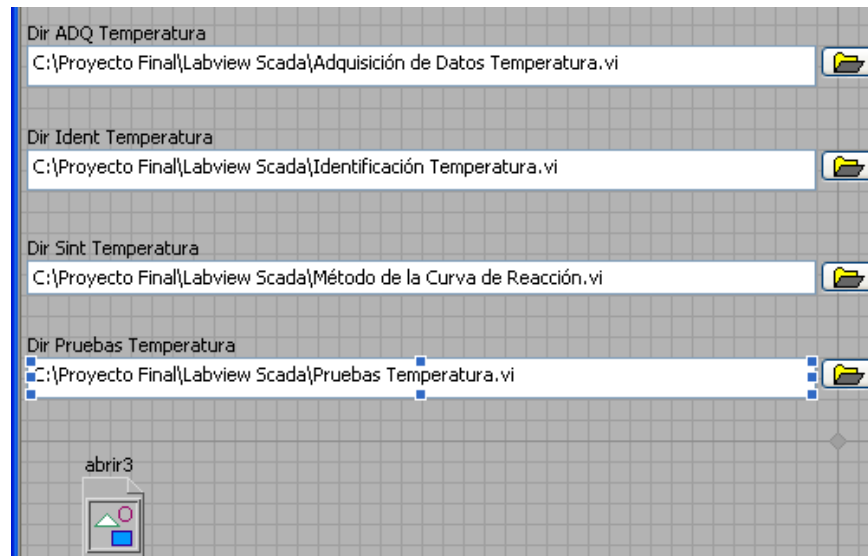 Dir ADQ Temperatura
C:\Proyecto Final\Labview Scada\Adquisición de Datos Temperatura.vi
Dir Ident Temperatura
C:\Proyecto Final\Labview Scada\Identificación Temperatura.vi
Dir Sint Temperatura
C:\Proyecto Final\Labview Scada\Método de la Curva de Reacción.vi
Dir Pruebas Temperatura
C:\Proyecto Final\Labview Scada\Pruebas Temperatura.vi
abrir3